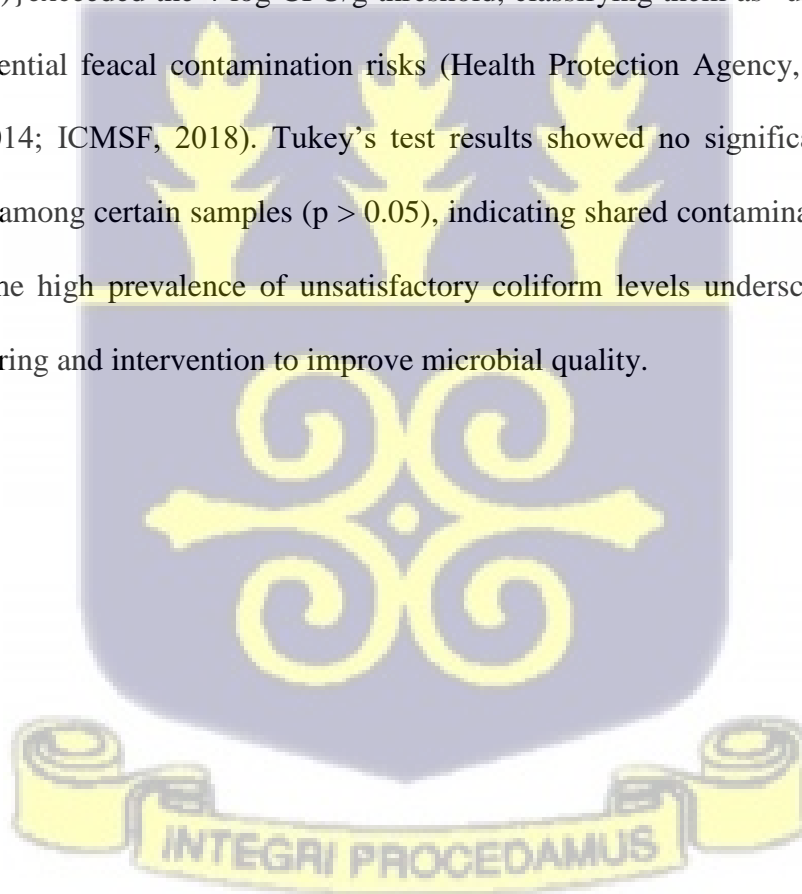 exceeded the 4 log CFU/g threshold, classifying them as
ential feacal contamination risks (Health Protection Agency,
014; ICMSF, 2018). Tukey’s test results showed no significa
among certain samples (p > 0.05), indicating shared contamina
he high prevalence of unsatisfactory coliform levels undersc
ring and intervention to improve microbial quality.
INTEGRI PROCEDAMUS